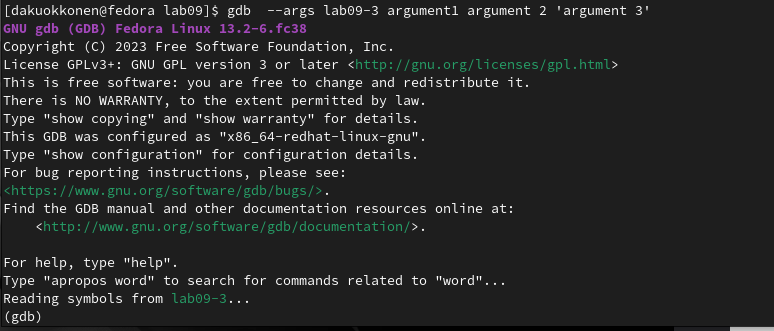 [dakuokkonen@fedora lab09]$ gdb  --args lab09-3 argument1 argument 2 'argument 3'
GNU gdb (GDB) Fedora Linux 13.2-6.fc38
Copyright (C) 2023 Free Software Foundation, Inc.
License GPLv3+: GNU GPL version 3 or later <http://gnu.org/licenses/gpl.html>
This is free software: you are free to change and redistribute it.
There is NO WARRANTY, to the extent permitted by law.
Type "show copying" and "show warranty" for details.
This GDB was configured as "x86_64-redhat-linux-gnu".
Type "show configuration" for configuration details.
For bug reporting instructions, please see:
<https://www.gnu.org/software/gdb/bugs/>.
Find the GDB manual and other documentation resources online at:
    <http://www.gnu.org/software/gdb/documentation/>.
For help, type "help".
Type "apropos word" to search for commands related to "word"...
Reading symbols from lab09-3...
(gdb)